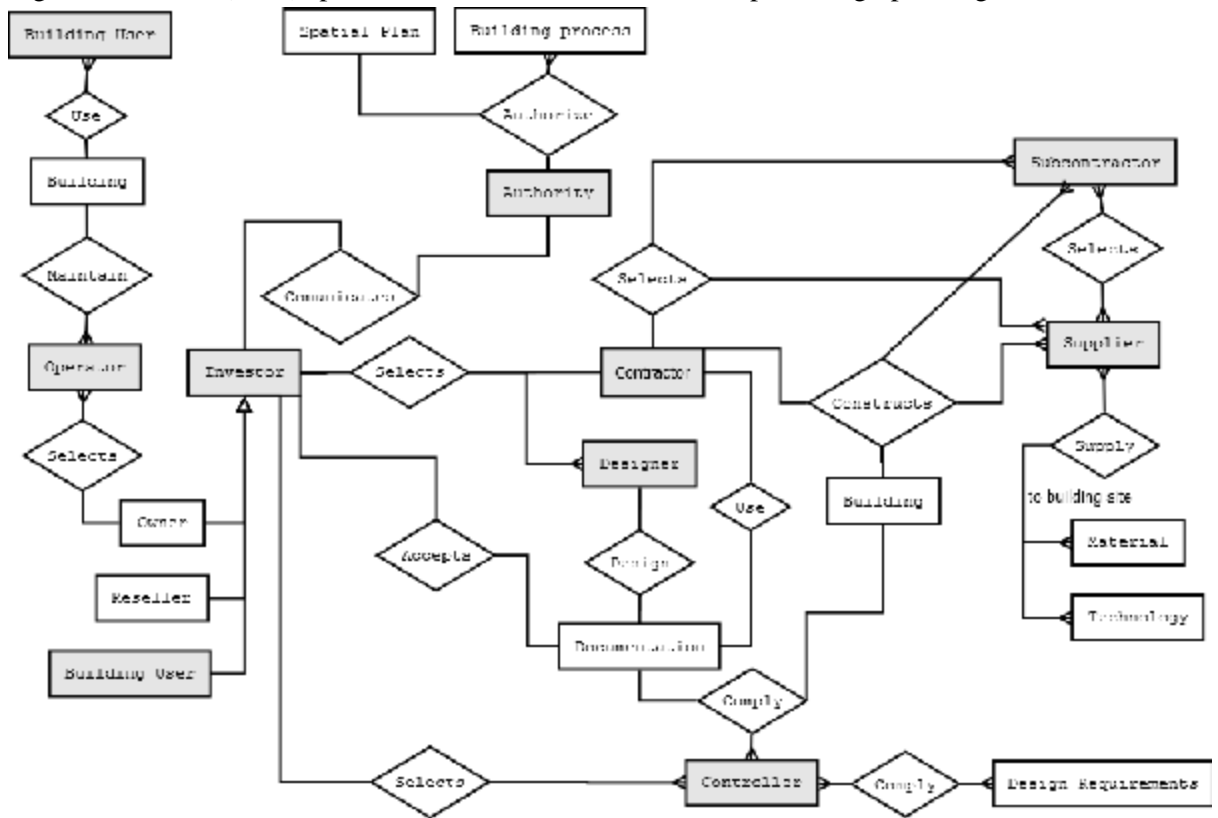 Building User
Spatial Plan
Building process
Use
Authorize
Subcontractor
Building
Authority
Selects
Maintain
Comunicates
Selects
Operator
Investor
Selects
Contractor
Supplier
Constructs
Selects
Designer
Supply
Building
Use
to building site
Owner
Accepts
Design
Material
Reseller
Technology
Documentation
Building User
Comply
Selects
Controller
Comply
Design Requirements